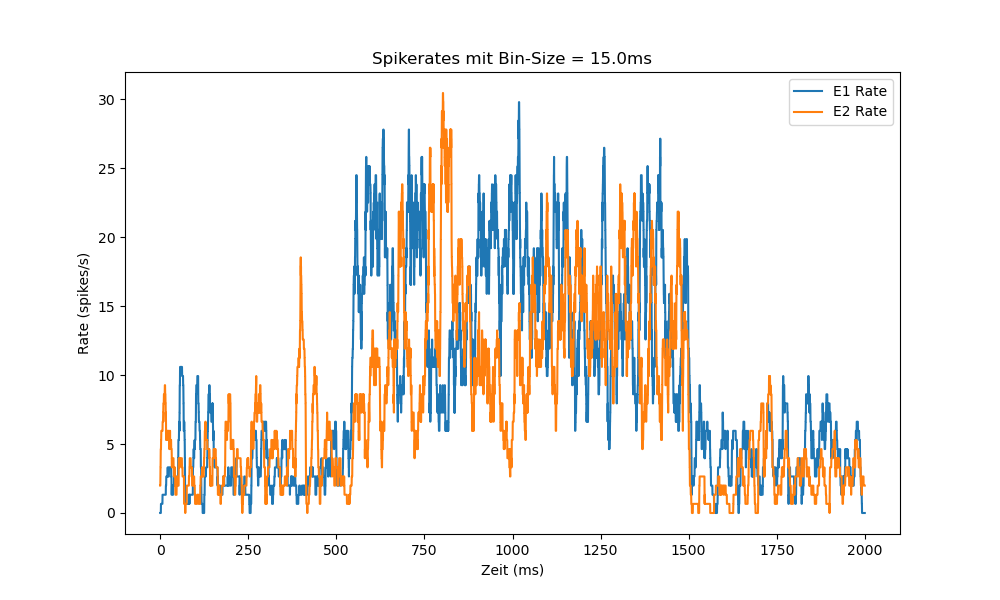 Spikerates mit Bin-Size = 15.0ms
E1 Rate
E2 Rate
Rate (spikes/s)
30
25
20
15
10
5
0
0 250 500 750 1000 1250 1500 1750 2000
Zeit (ms)